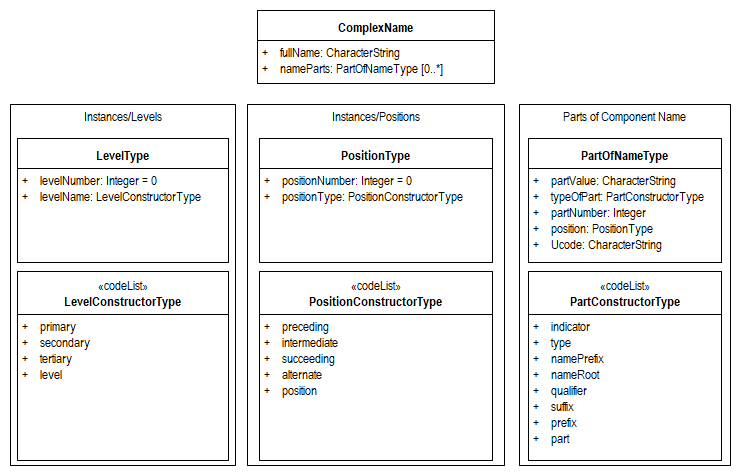 ComplexName
+ fullName: CharacterString
+ nameParts: PartOfNameType [0..*]
Instances/Levels
LevelType
+ levelNumber: Integer = 0
+ levelName: LevelConstructorType
«codeList»
LevelConstructorType
+ primary
+ secondary
+ tertiary
+ level
Instances/Positions
PositionType
+ positionNumber: Integer = 0
+ positionType: PositionConstructorType
«codeList»
PositionConstructorType
+ preceding
+ intermediate
+ succeeding
+ alternate
+ position
Parts of Component Name
PartOfNameType
+ partValue: CharacterString
+ typeOfPart: PartConstructorType
+ partNumber: Integer
+ position: PositionType
+ Ucode: CharacterString
«codeList»
PartConstructorType
+ indicator
+ type
+ namePrefix
+ nameRoot
+ qualifier
+ suffix
+ prefix
+ part